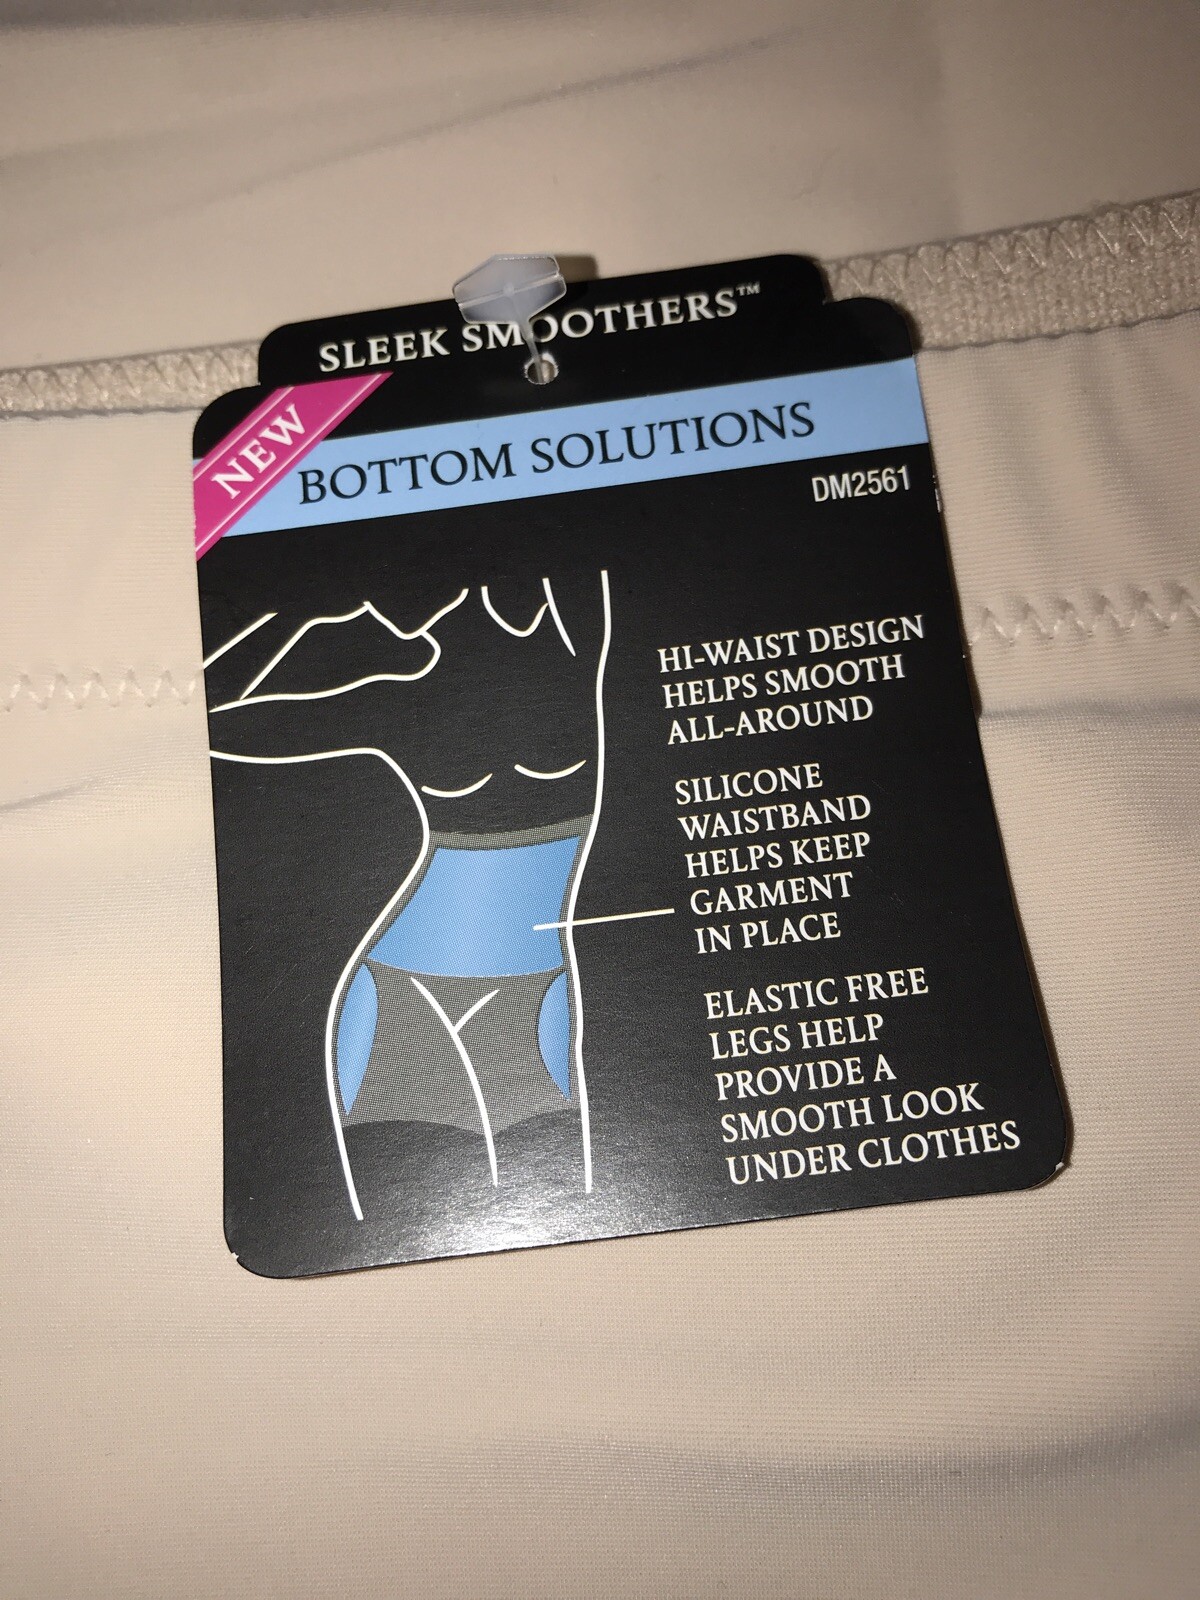 SLEEK SMOOTHERS™
NEW
BOTTOM SOLUTIONS
DM2561
HI-WAIST DESIGN
HELPS SMOOTH
ALL-AROUND
SILICONE
WAISTBAND
HELPS KEEP
GARMENT
IN PLACE
ELASTIC FREE
LEGS HELP
PROVIDE A
SMOOTH LOOK
UNDER CLOTHES